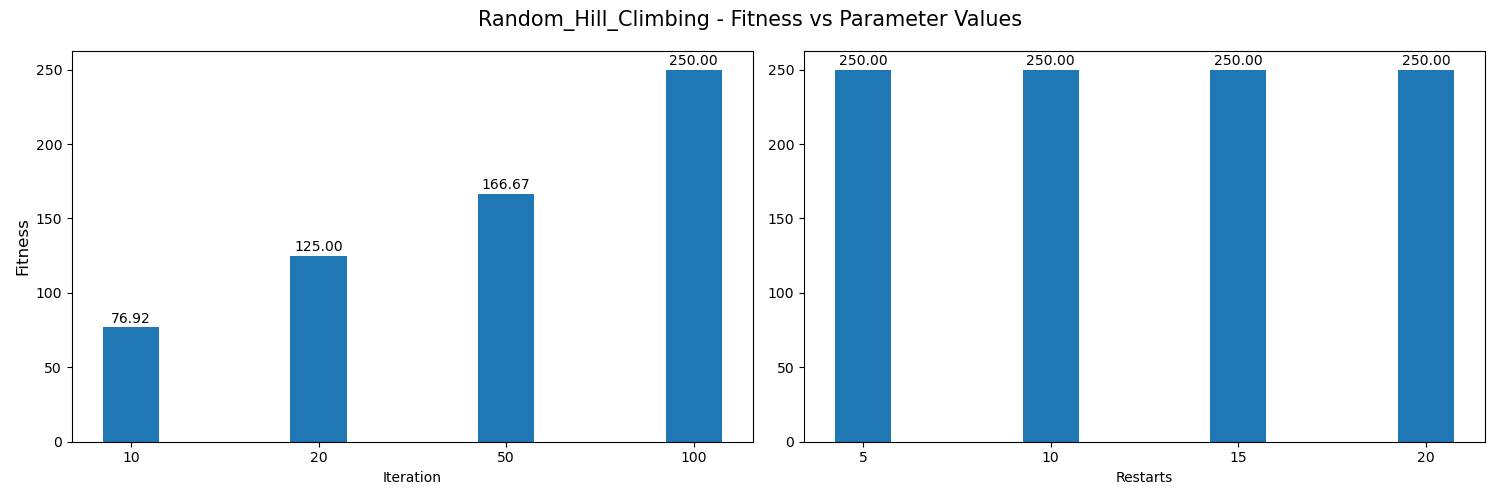 Random_Hill_Climbing - Fitness vs Parameter Values
Fitness
250
200
150
100
50
0
76.92
125.00
166.67
250.00
10 20 50 100
Iteration
250
200
150
100
50
0
250.00 250.00 250.00 250.00
5 10 15 20
Restarts